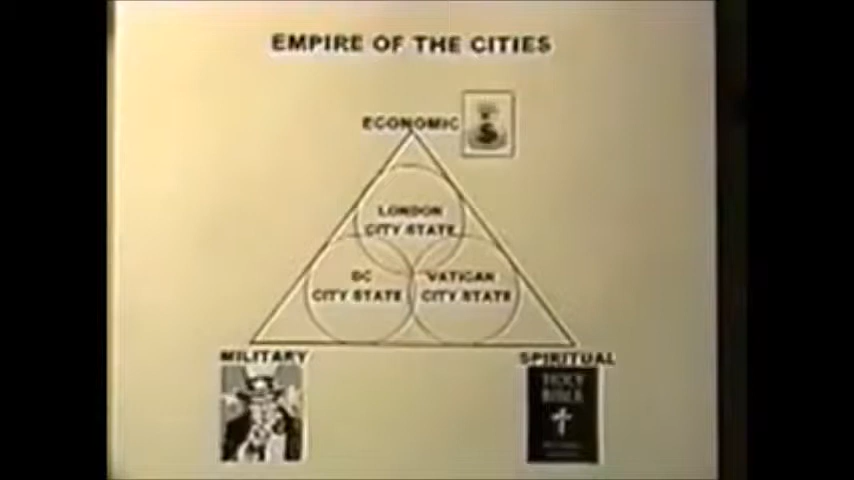 EMPIRE OF THE CITIES
ECONOMIC
$
LONDON
CITY STATE
DC
CITY STATE
VATICAN
CITY STATE
MILITARY
SPIRITUAL
HOLY
BIBLE